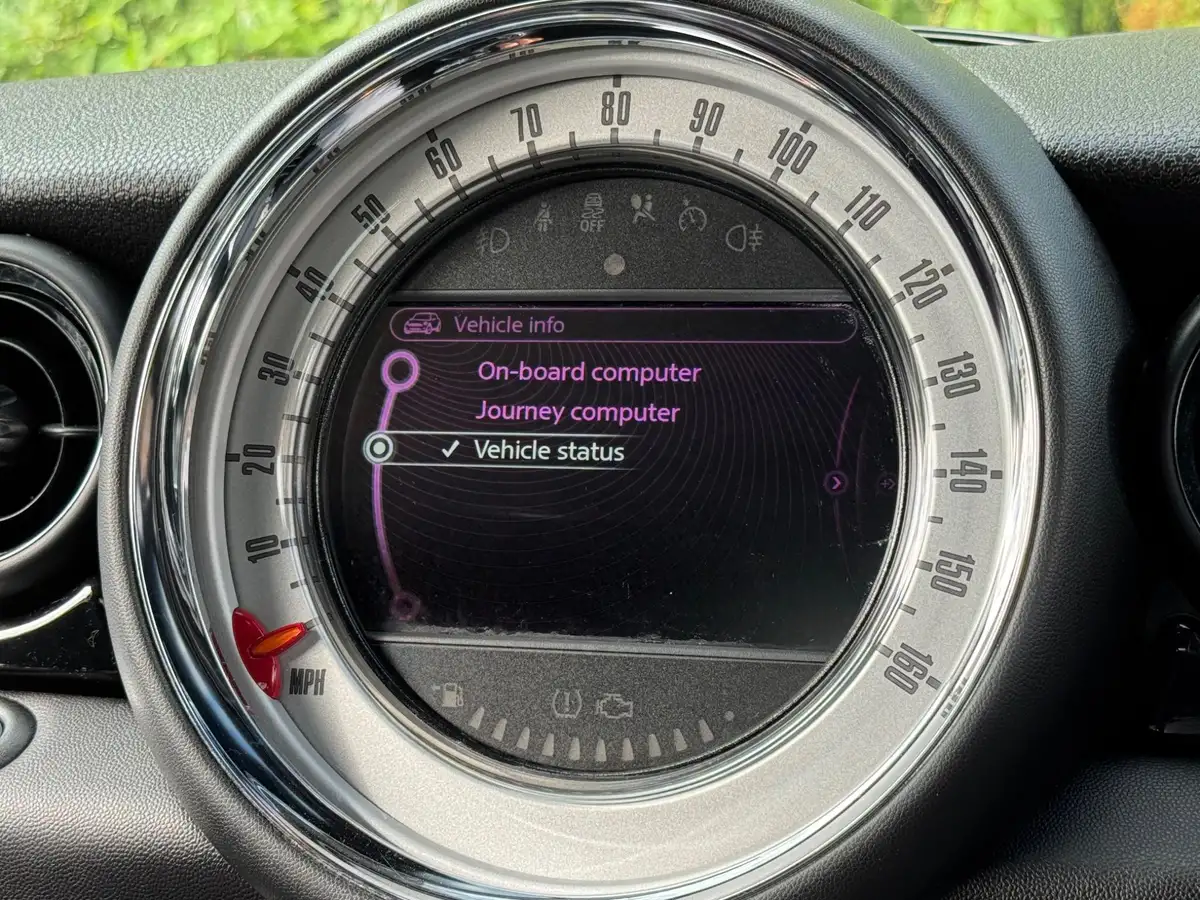 10
20
30
40
50
60
70
80
90
100
110
120
130
140
150
160
MPH
OFF
Vehicle info
On-board computer
Journey computer
✓ Vehicle status